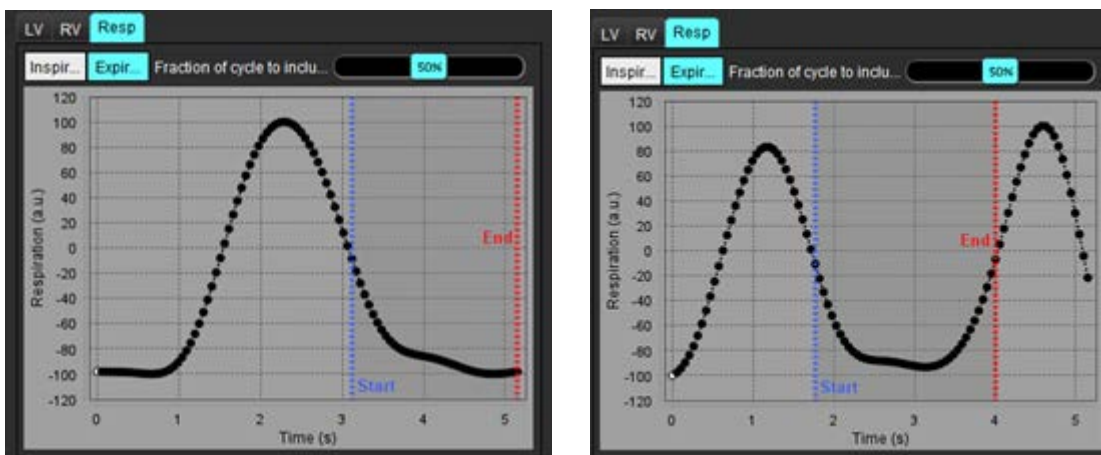 LV RV Resp
Inspir... Expir... Fraction of cycle to inclu... 50%
120
100
80
60
40
20
0
-20
-40
-60
-80
-100
-120
Respiration (a.u.)
End
Start
0 1 2 3 4 5
Time (s)
LV RV Resp
Inspir... Expir... Fraction of cycle to inclu... 50%
120
100
80
60
40
20
0
-20
-40
-60
-80
-100
-120
Respiration (a.u.)
End
Start
0 1 2 3 4 5
Time (s)